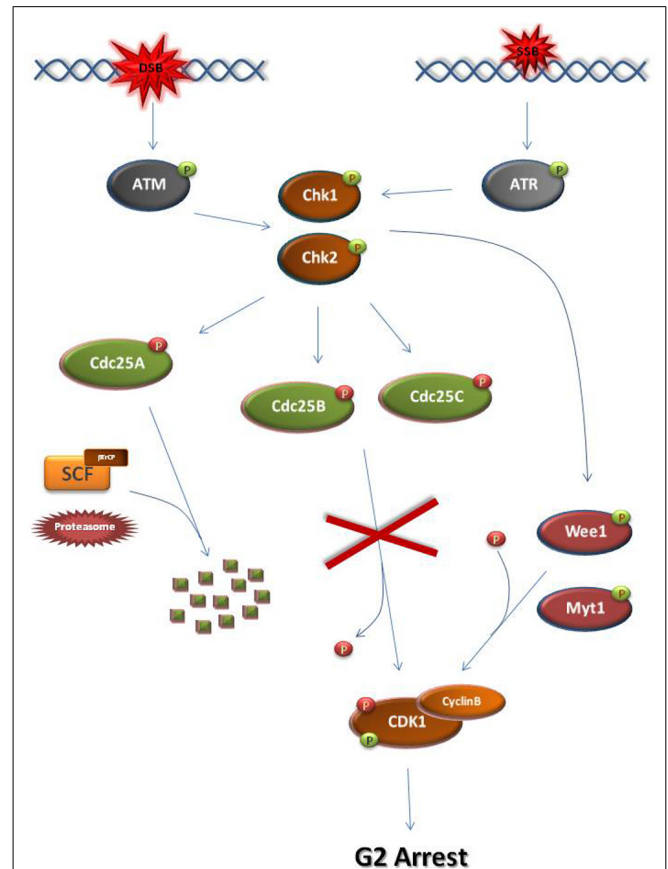 DSB
SSB
P
P
ATM
ATR
P
Chk1
P
Chk2
P
Cdc25A
P
Cdc25B
P
Cdc25C
βTrCP
SCF
Proteasome
P
P
Wee1
P
Myt1
P
CyclinB
P
CDK1
P
G2 Arrest